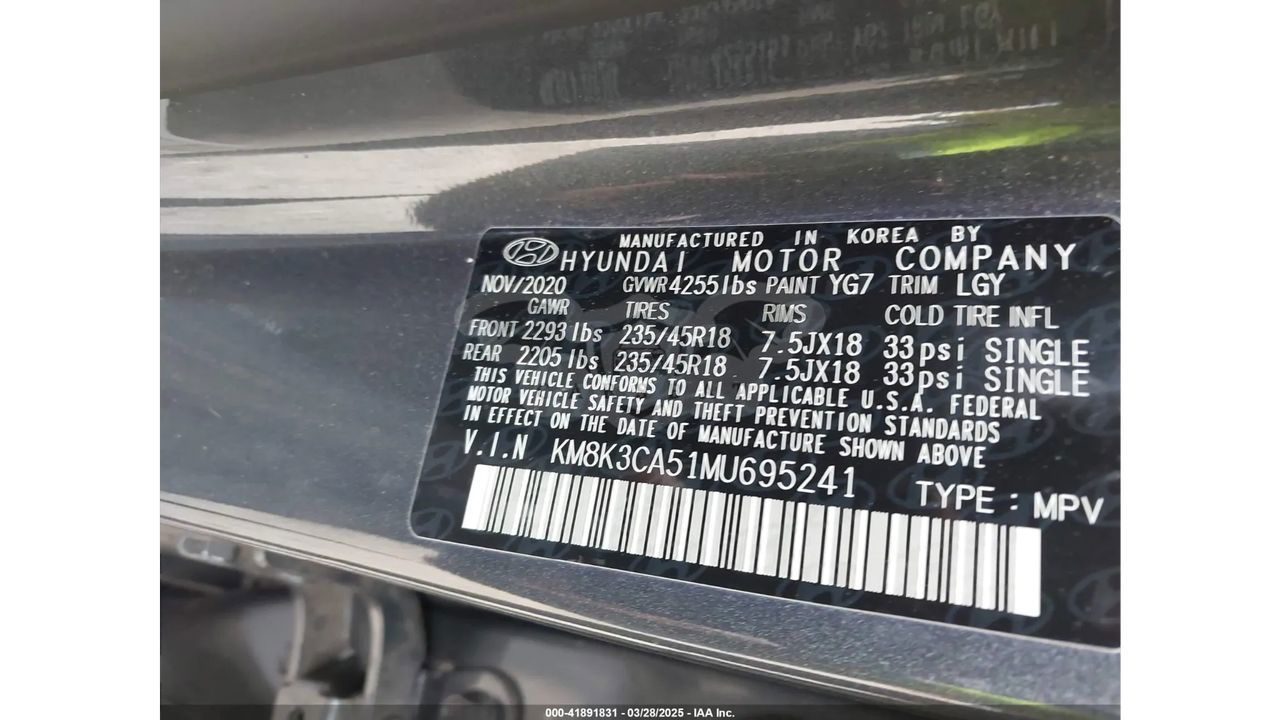 MANUFACTURED IN KOREA BY
HYUNDAI MOTOR COMPANY
NOV/2020 GVWR 4255lbs PAINT YG7 TRIM LGY
GAWR TIRES RIMS COLD TIRE INFL
FRONT 2293 lbs 235/45R18 7.5JX18 33psi SINGLE
REAR 2205 lbs 235/45R18 7.5JX18 33psi SINGLE
THIS VEHICLE CONFORMS TO ALL APPLICABLE U.S.A. FEDERAL
MOTOR VEHICLE SAFETY AND THEFT PREVENTION STANDARDS
IN EFFECT ON THE DATE OF MANUFACTURE SHOWN ABOVE
V.I.N KM8K3CA51MU695241 TYPE : MPV
000-41891831 - 03/28/2025 - IAA Inc.